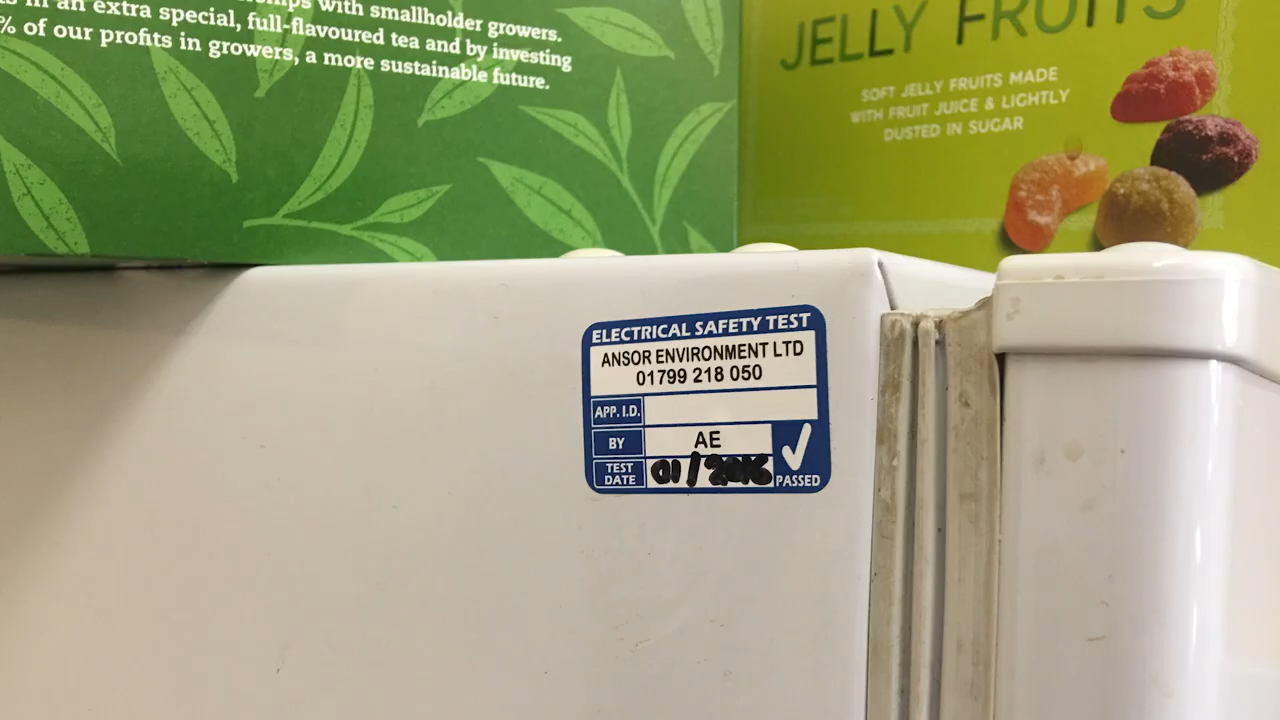 with smallholder growers.
an extra special, full-flavoured tea and by investing
% of our profits in growers, a more sustainable future.
JELLY FRUITS
SOFT JELLY FRUITS MADE
WITH FRUIT JUICE & LIGHTLY
DUSTED IN SUGAR
ELECTRICAL SAFETY TEST
ANSOR ENVIRONMENT LTD
01799 218 050
APP. I.D.
BY AE
TEST DATE 01/2016
PASSED